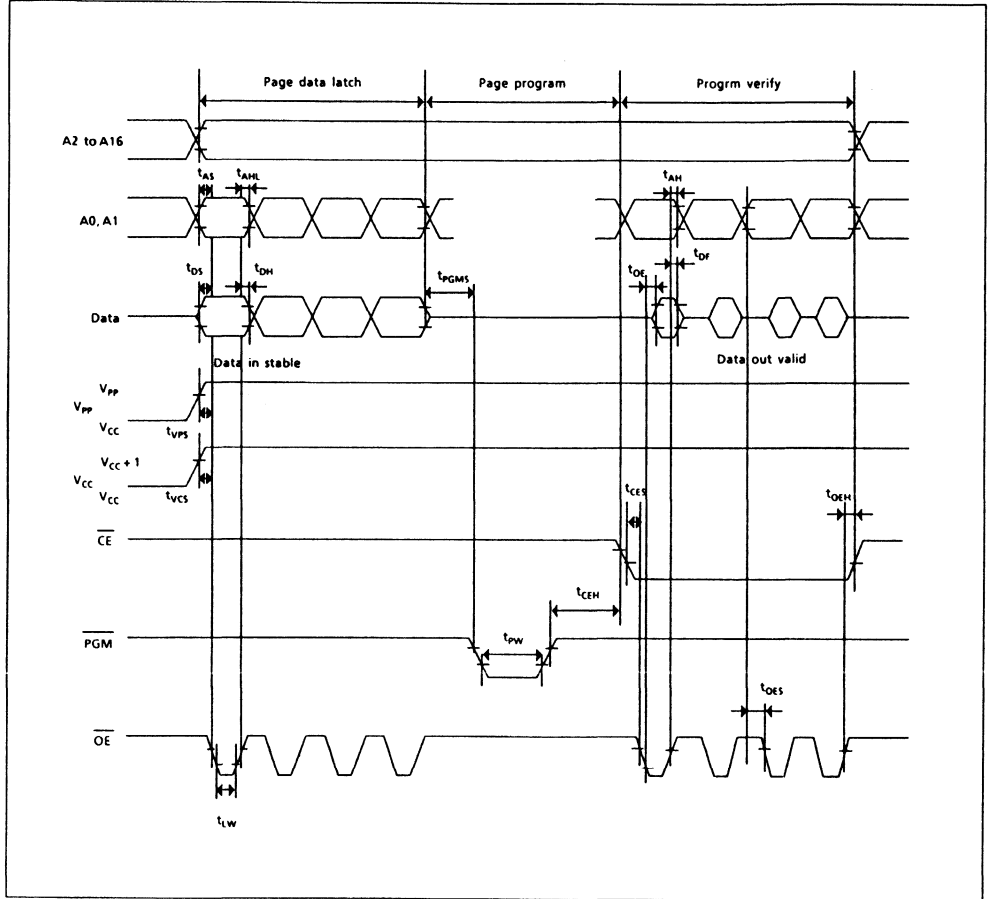 Page data latch Page program Progrm verify
A2 to A16
tAS tAHL tAH
A0, A1
tDS tDH tPGMS tOE tDF
Data
Data in stable Data out valid
VPP
VPP
VCC tVPS
VCC + 1
VCC
VCC tVCS
tCES tOEH
CE
tCEH
PGM tPW
tOES
OE
tLW